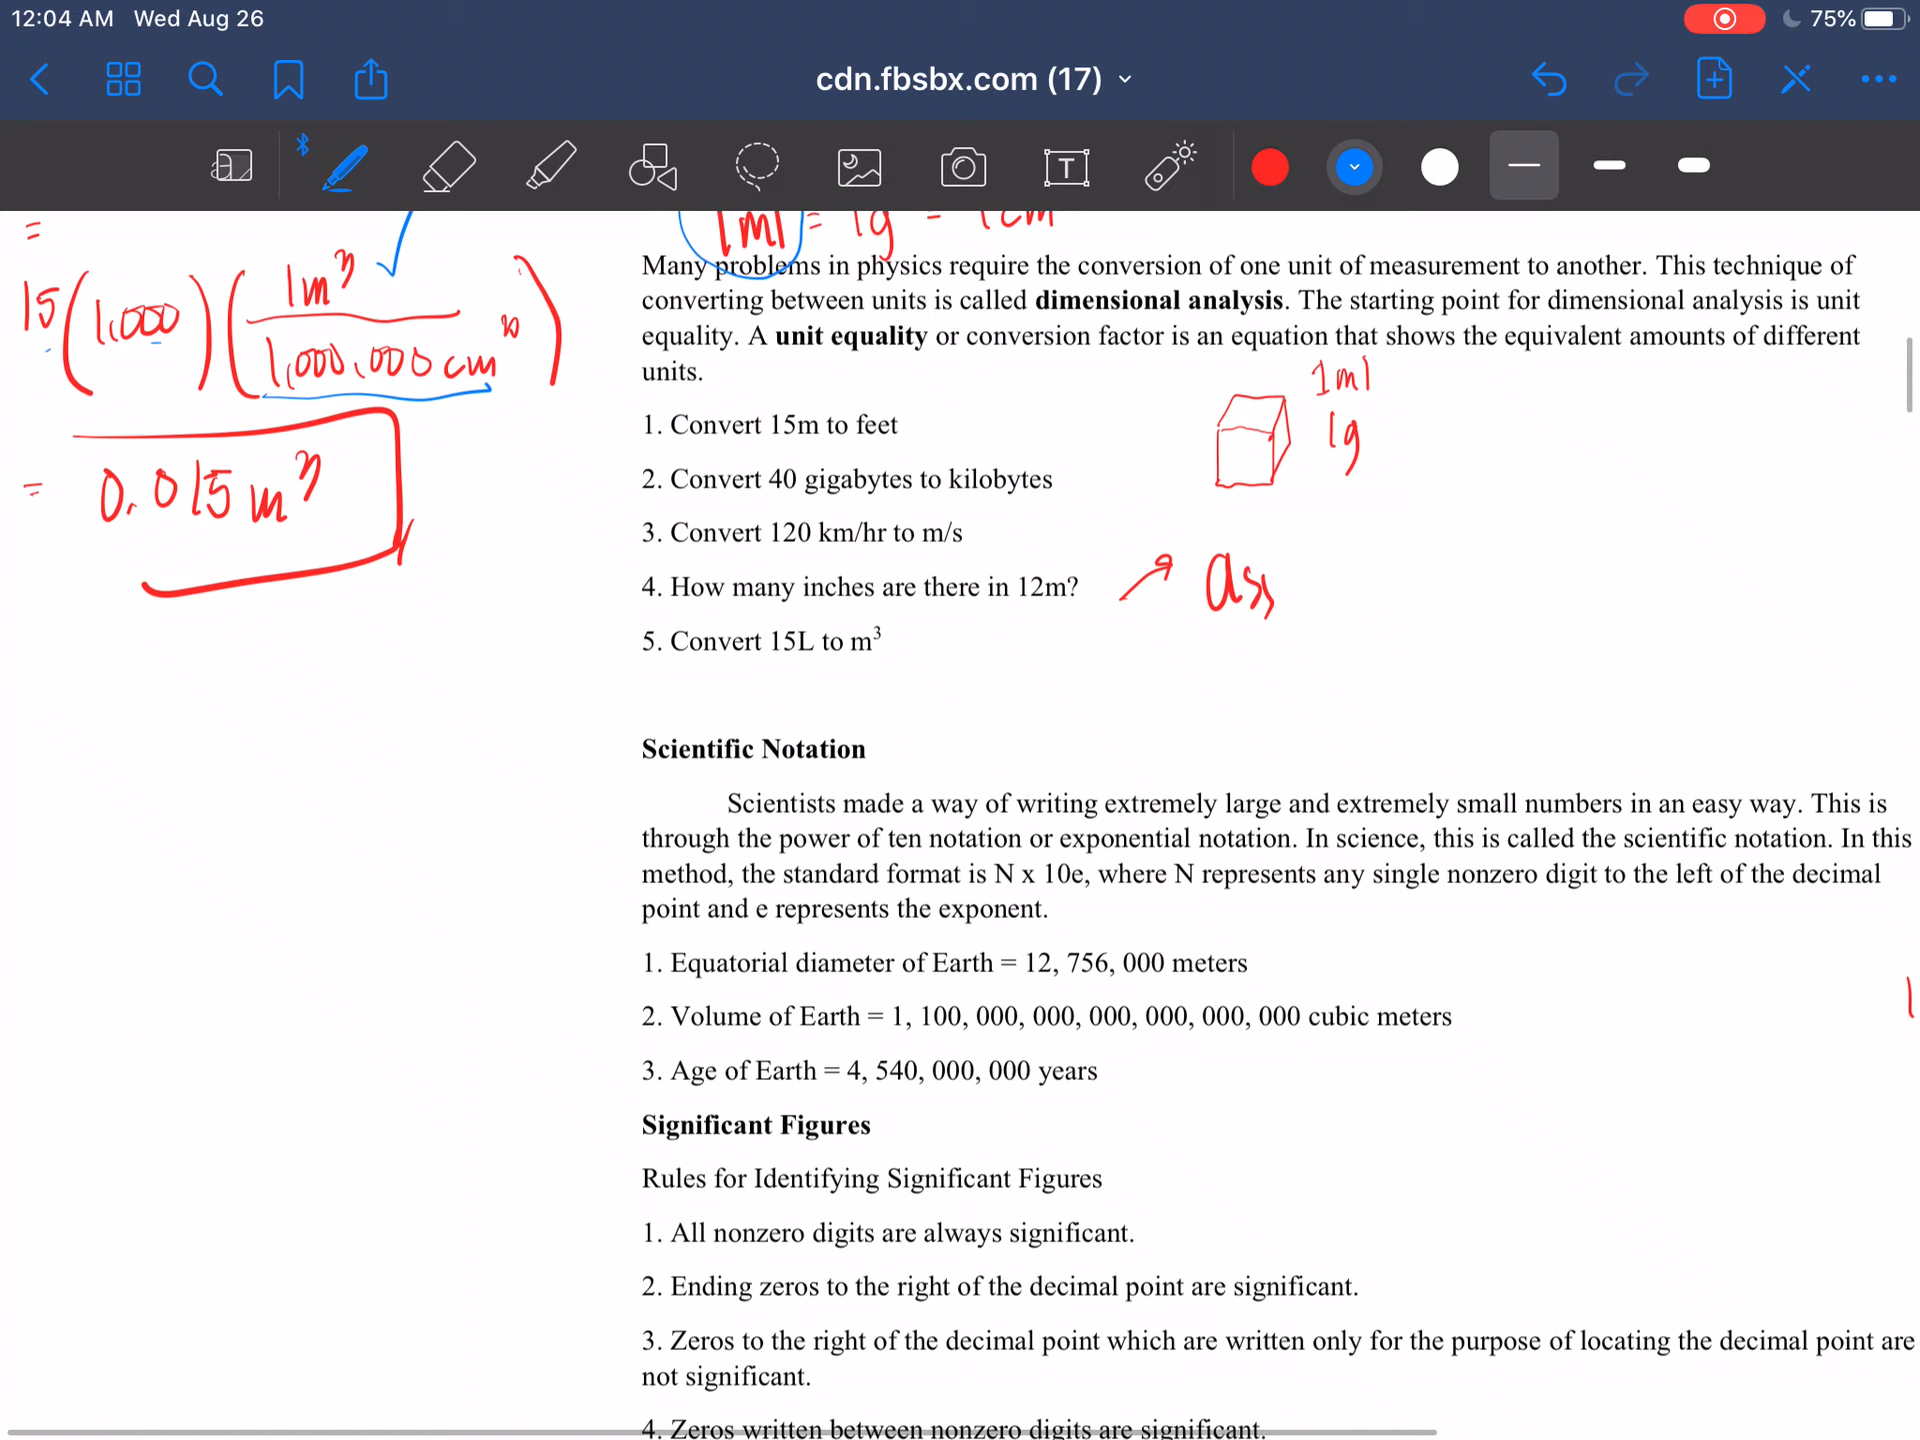 12:04 AM Wed Aug 26
75%
cdn.fbsbx.com (17)
=
1ml = 1g = 1cm
15 (1,000) (1m³
1,000,000 cm³)
= 0.015 m³
Many problems in physics require the conversion of one unit of measurement to another. This technique of
converting between units is called dimensional analysis. The starting point for dimensional analysis is unit
equality. A unit equality or conversion factor is an equation that shows the equivalent amounts of different
units.
1ml
1g
1. Convert 15m to feet
2. Convert 40 gigabytes to kilobytes
3. Convert 120 km/hr to m/s
4. How many inches are there in 12m?
ass
5. Convert 15L to m³
Scientific Notation
Scientists made a way of writing extremely large and extremely small numbers in an easy way. This is
through the power of ten notation or exponential notation. In science, this is called the scientific notation. In this
method, the standard format is N x 10e, where N represents any single nonzero digit to the left of the decimal
point and e represents the exponent.
1. Equatorial diameter of Earth = 12, 756, 000 meters
2. Volume of Earth = 1, 100, 000, 000, 000, 000, 000, 000 cubic meters
3. Age of Earth = 4, 540, 000, 000 years
Significant Figures
Rules for Identifying Significant Figures
1. All nonzero digits are always significant.
2. Ending zeros to the right of the decimal point are significant.
3. Zeros to the right of the decimal point which are written only for the purpose of locating the decimal point are
not significant.
4. Zeros written between nonzero digits are significant.